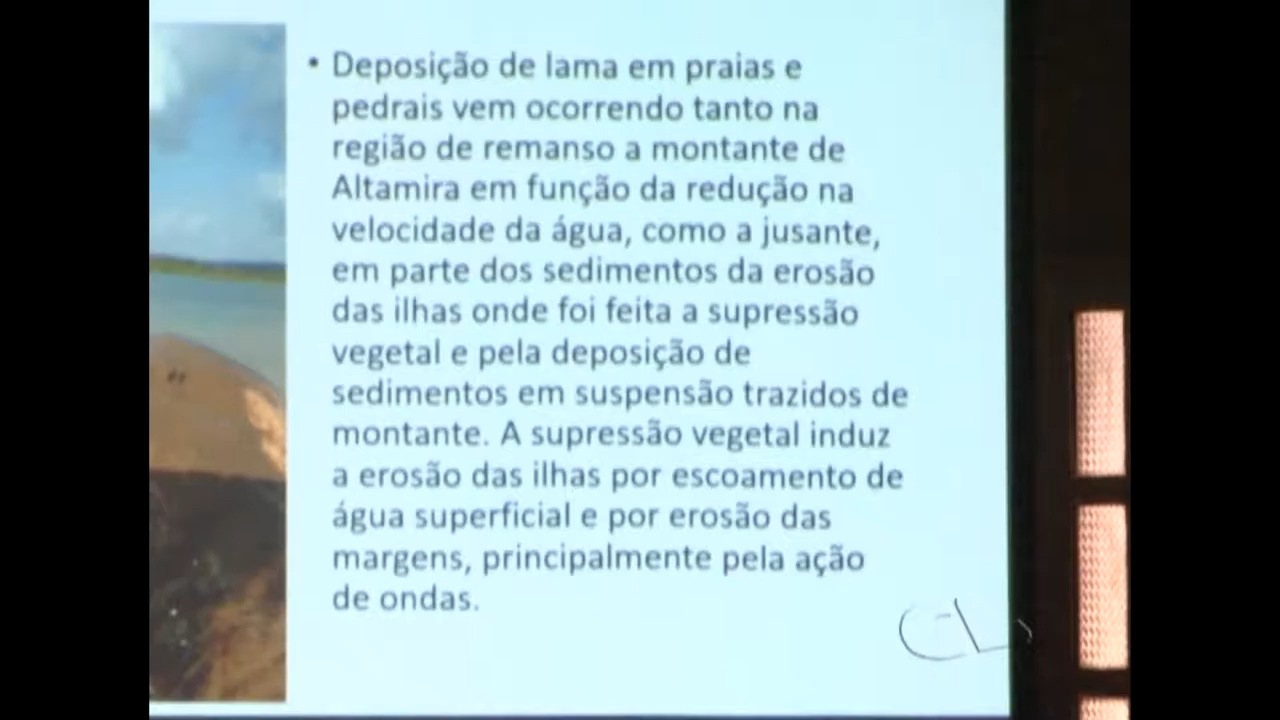 • Deposição de lama em praias e
pedrais vem ocorrendo tanto na
região de remanso a montante de
Altamira em função da redução na
velocidade da água, como a jusante,
em parte dos sedimentos da erosão
das ilhas onde foi feita a supressão
vegetal e pela deposição de
sedimentos em suspensão trazidos de
montante. A supressão vegetal induz
a erosão das ilhas por escoamento de
água superficial e por erosão das
margens, principalmente pela ação
de ondas.